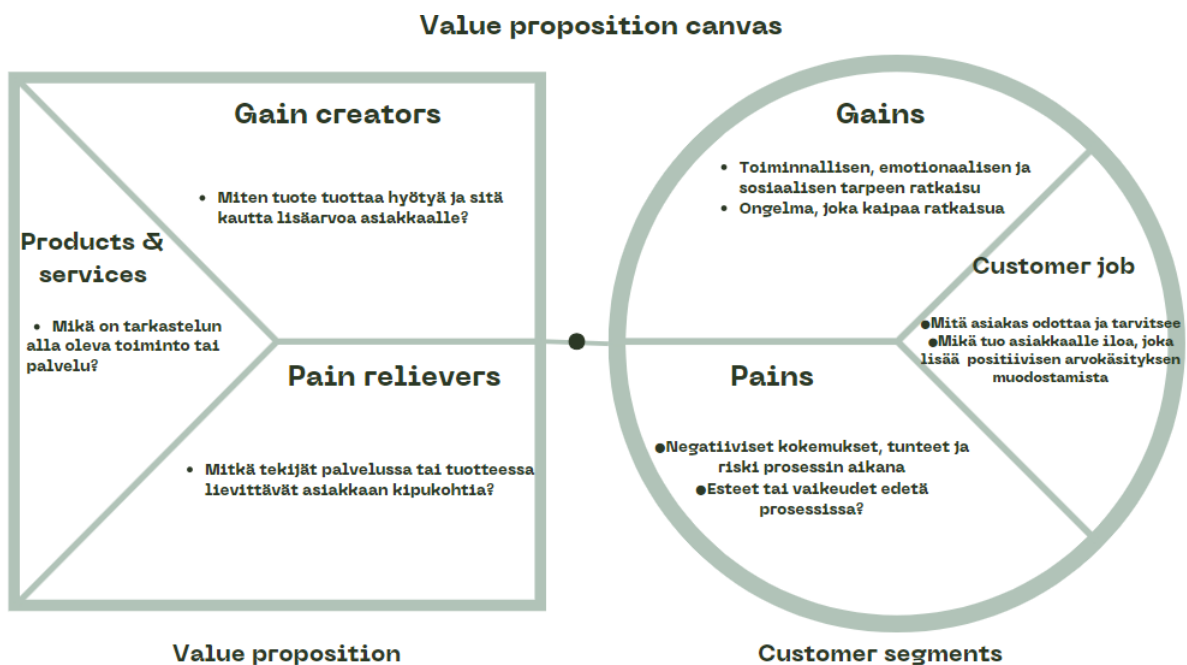 Value proposition canvas
Gain creators
• Miten tuote tuottaa hyötyä ja sitä
kautta lisäarvoa asiakkaalle?
Products &
services
• Mikä on tarkastelun
alla oleva toiminto tai
palvelu?
Pain relievers
• Mitkä tekijät palvelussa tai tuotteessa
lievittävät asiakkaan kipukohtia?
Value proposition
Gains
• Toiminnallisen, emotionaalisen ja
sosiaalisen tarpeen ratkaisu
• Ongelma, joka kaipaa ratkaisua
Customer job
●Mitä asiakas odottaa ja tarvitsee
●Mikä tuo asiakkaalle iloa, joka
lisää positiivisen arvokäsityksen
muodostamista
Pains
●Negatiiviset kokemukset, tunteet ja
riski prosessin aikana
●Esteet tai vaikeudet edetä
prosessissa?
Customer segments